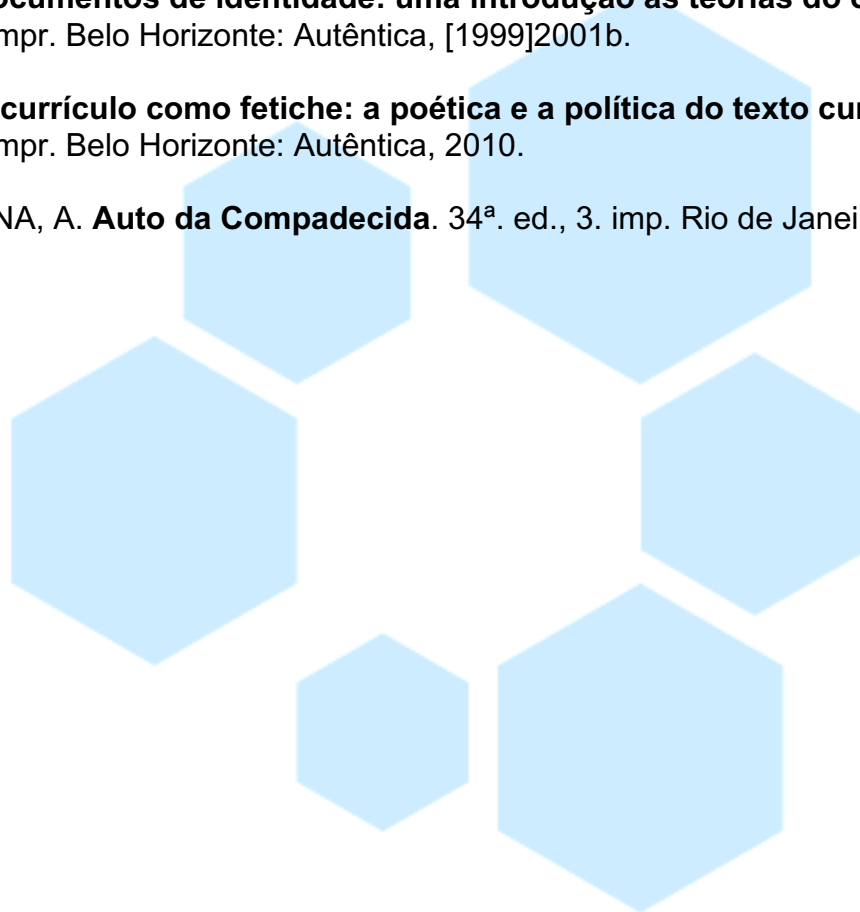 ocumentos de identidade: uma introdução às teorias do c
mpr. Belo Horizonte: Autêntica, [1999]2001b.
currículo como fetiche: a poética e a política do texto cur
mpr. Belo Horizonte: Autêntica, 2010.
NA, A. Auto da Compadecida. 34ª. ed., 3. imp. Rio de Janei